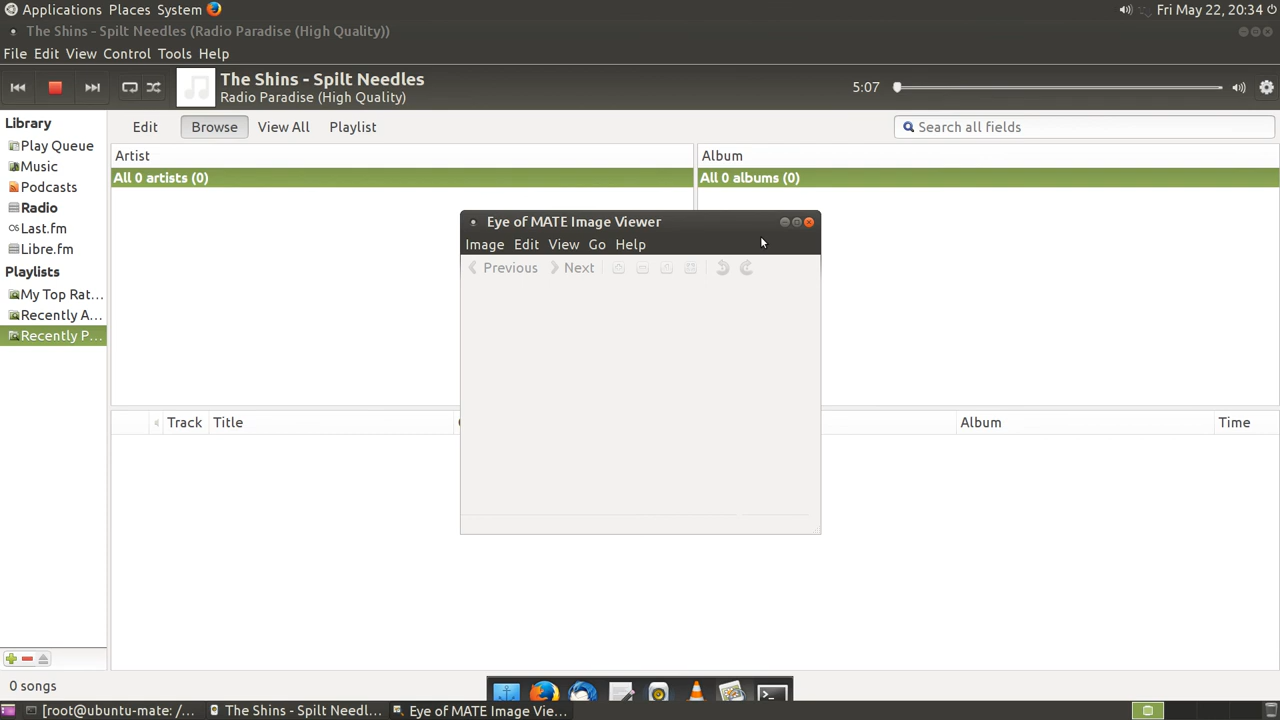 Applications Places System Fri May 22, 20:34
The Shins - Spilt Needles (Radio Paradise (High Quality))
File Edit View Control Tools Help
The Shins - Spilt Needles
Radio Paradise (High Quality)
5:07
Library
Play Queue
Music
Podcasts
Radio
Last.fm
Libre.fm
Playlists
My Top Rat...
Recently A...
Recently P...
Edit Browse View All Playlist Search all fields
Artist Album
All 0 artists (0) All 0 albums (0)
Eye of MATE Image Viewer
Image Edit View Go Help
Previous Next
Track Title Album Time
0 songs
[root@ubuntu-mate: /... The Shins - Spilt Needl... Eye of MATE Image Vie...